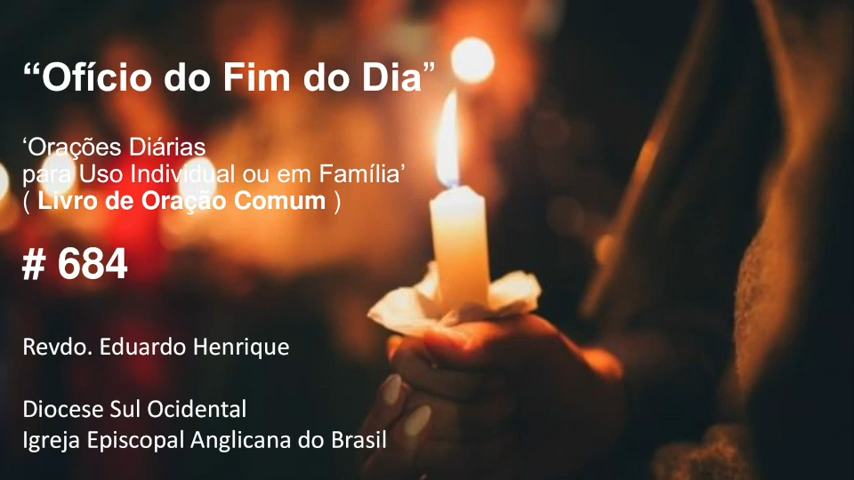 “Ofício do Fim do Dia”
‘Orações Diárias
para Uso Individual ou em Família’
( Livro de Oração Comum )
# 684
Revdo. Eduardo Henrique
Diocese Sul Ocidental
Igreja Episcopal Anglicana do Brasil